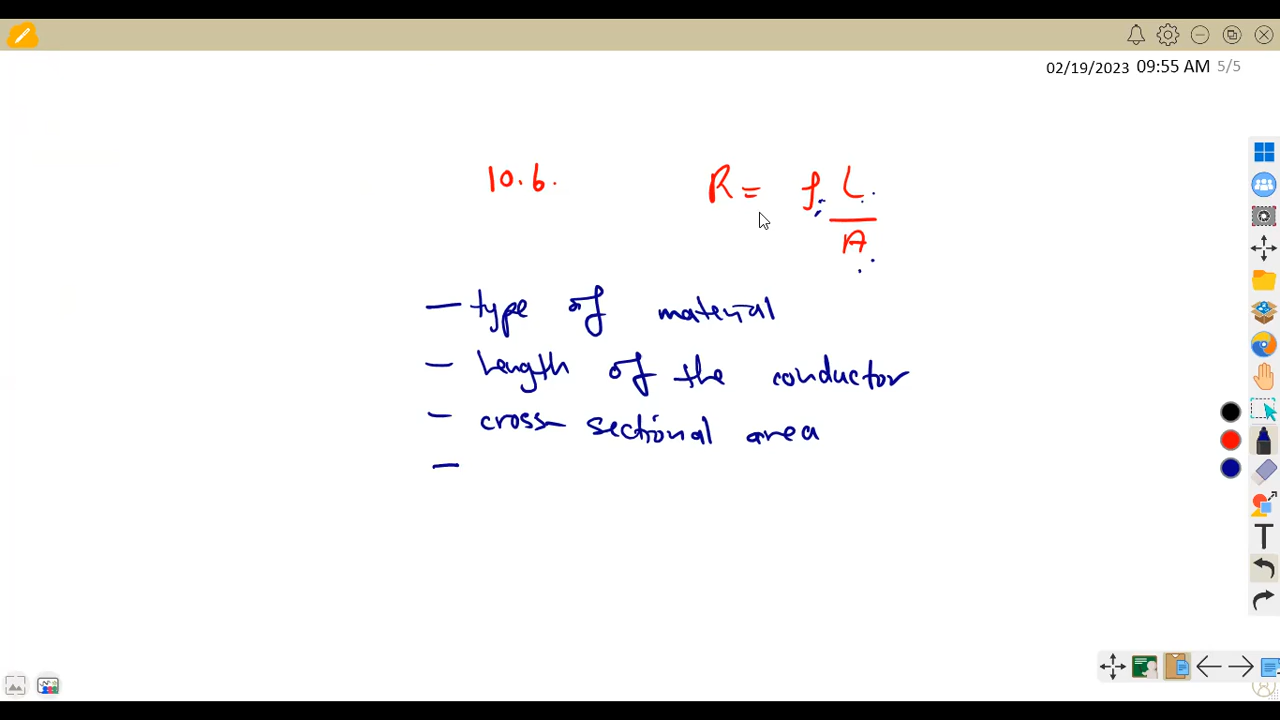 02/19/2023 09:55 AM 5/5
10.6.
R = ρ L
A
— type of material
— Length of the conductor
— cross-sectional area
—
T